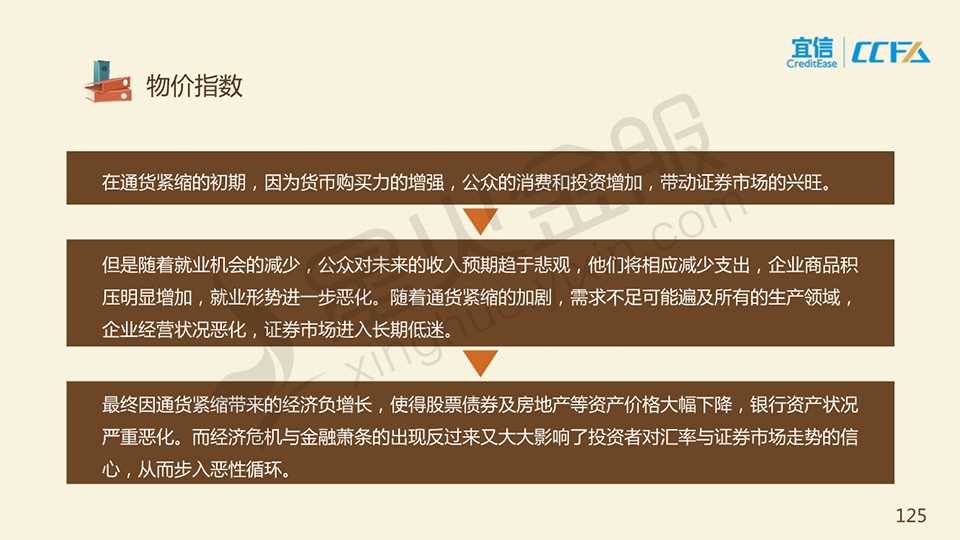 宜信
CreditEase
CCFA
物价指数
在通货紧缩的初期，因为货币购买力的增强，公众的消费和投资增加，带动证券市场的兴旺。
但是随着就业机会的减少，公众对未来的收入预期趋于悲观，他们将相应减少支出，企业商品积
压明显增加，就业形势进一步恶化。随着通货紧缩的加剧，需求不足可能遍及所有的生产领域，
企业经营状况恶化，证券市场进入长期低迷。
最终因通货紧缩带来的经济负增长，使得股票债券及房地产等资产价格大幅下降，银行资产状况
严重恶化。而经济危机与金融萧条的出现反过来又大大影响了投资者对汇率与证券市场走势的信
心，从而步入恶性循环。
星火金服
125